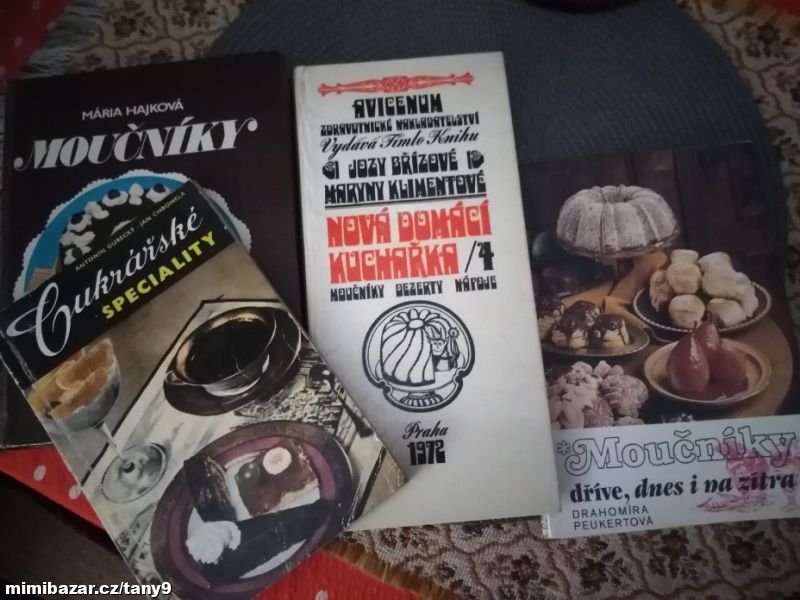 MÁRIA HAJKOVÁ
MOUČNÍKY
ANTONÍN GURECKÝ - JAN CHROMELA
Cukrářské
SPECIALITY
AVICENUM
ZDRAVOTNICKÉ NAKLADATELSTVÍ
Vydává Tímto Knihu
JOZY BŘÍZOVÉ
MARYNY KLIMENTOVÉ
NOVÁ DOMÁCÍ
KUCHAŘKA/4
MOUČNÍKY DEZERTY NÁPOJE
Praha
1972
*Moučníky
dříve, dnes i na zítra
DRAHOMÍRA
PEUKERTOVÁ
mimibazar.cz/tany9